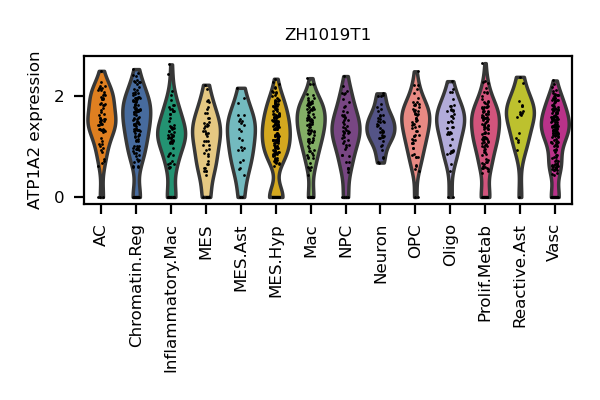 ZH1019T1
ATP1A2 expression
2
0
AC
Chromatin.Reg
Inflammatory.Mac
MES
MES.Ast
MES.Hyp
Mac
NPC
Neuron
OPC
Oligo
Prolif.Metab
Reactive.Ast
Vasc